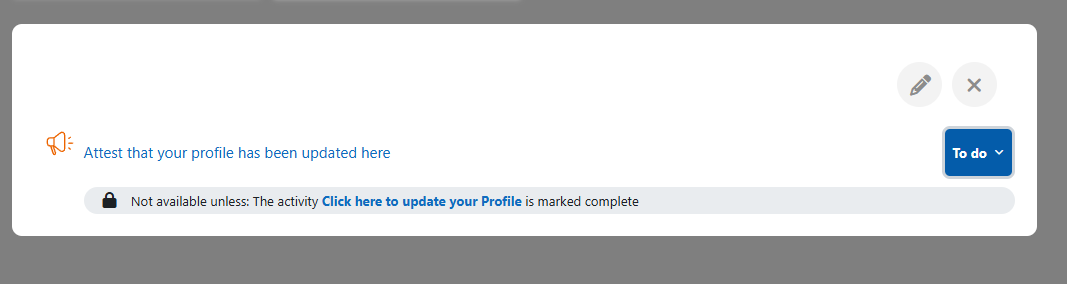 Attest that your profile has been updated here
To do
Not available unless: The activity Click here to update your Profile is marked complete